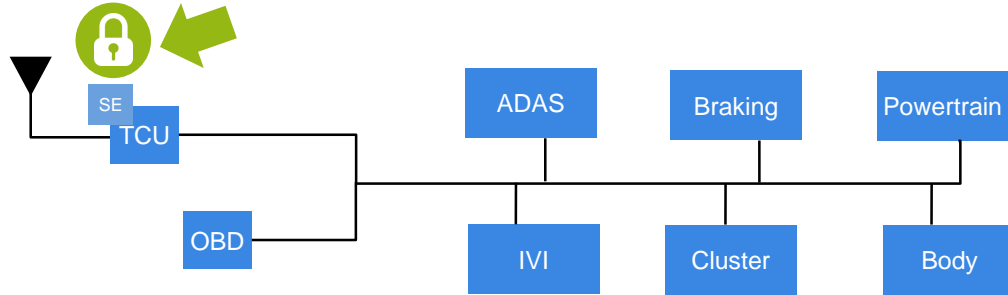 SE
TCU
ADAS
Braking
Powertrain
OBD
IVI
Cluster
Body